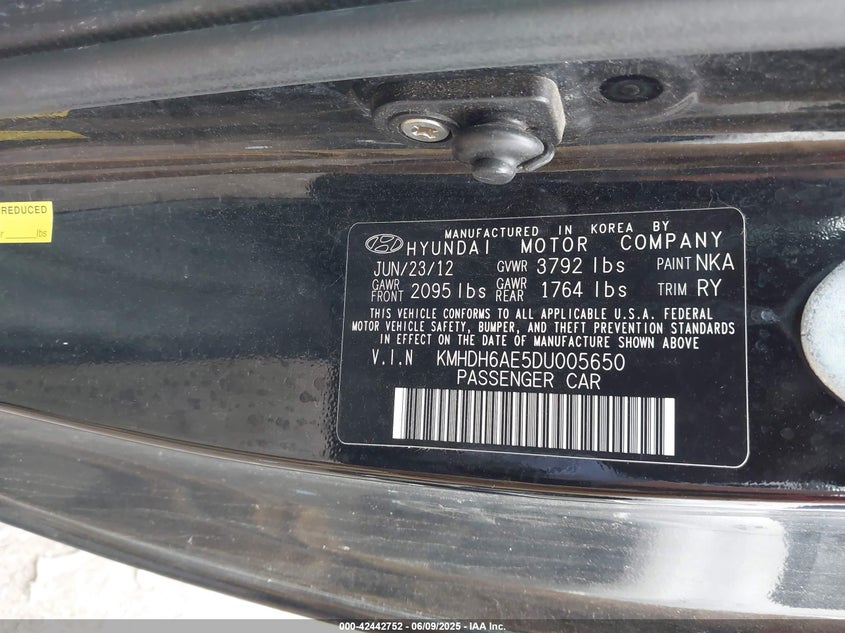 REDUCED
lbs
MANUFACTURED IN KOREA BY
HYUNDAI MOTOR COMPANY
JUN/23/12 GVWR 3792 lbs PAINT NKA
GAWR FRONT 2095 lbs GAWR REAR 1764 lbs TRIM RY
THIS VEHICLE CONFORMS TO ALL APPLICABLE U.S.A. FEDERAL
MOTOR VEHICLE SAFETY, BUMPER, AND THEFT PREVENTION STANDARDS
IN EFFECT ON THE DATE OF MANUFACTURE SHOWN ABOVE
V.I.N KMHDH6AE5DU005650
PASSENGER CAR
000-42442752 - 06/09/2025 - IAA Inc.